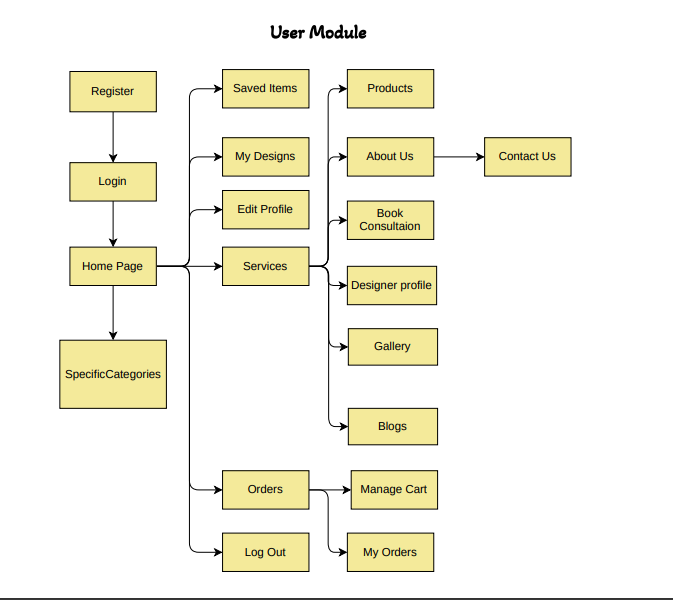 User Module
Register
Saved Items
Products
Login
My Designs
About Us
Contact Us
Edit Profile
Book
Consultaion
Home Page
Services
Designer profile
Gallery
SpecificCategories
Blogs
Orders
Manage Cart
Log Out
My Orders